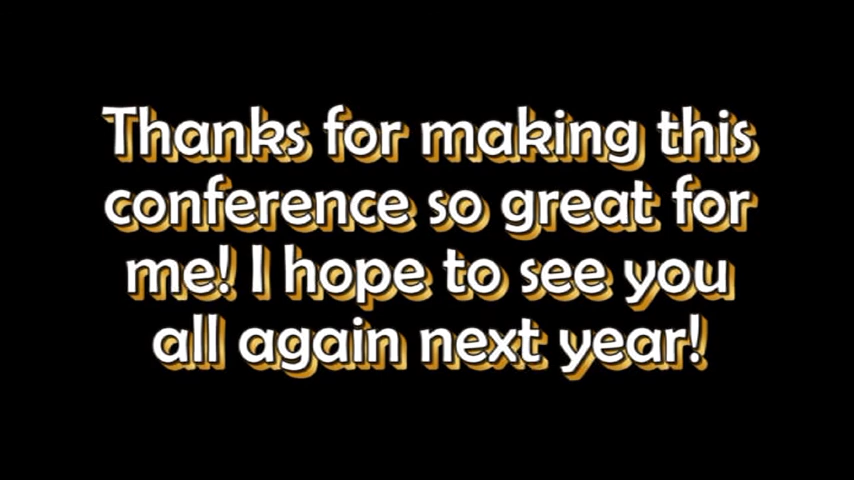 Thanks for making this
conference so great for
me! I hope to see you
all again next year!